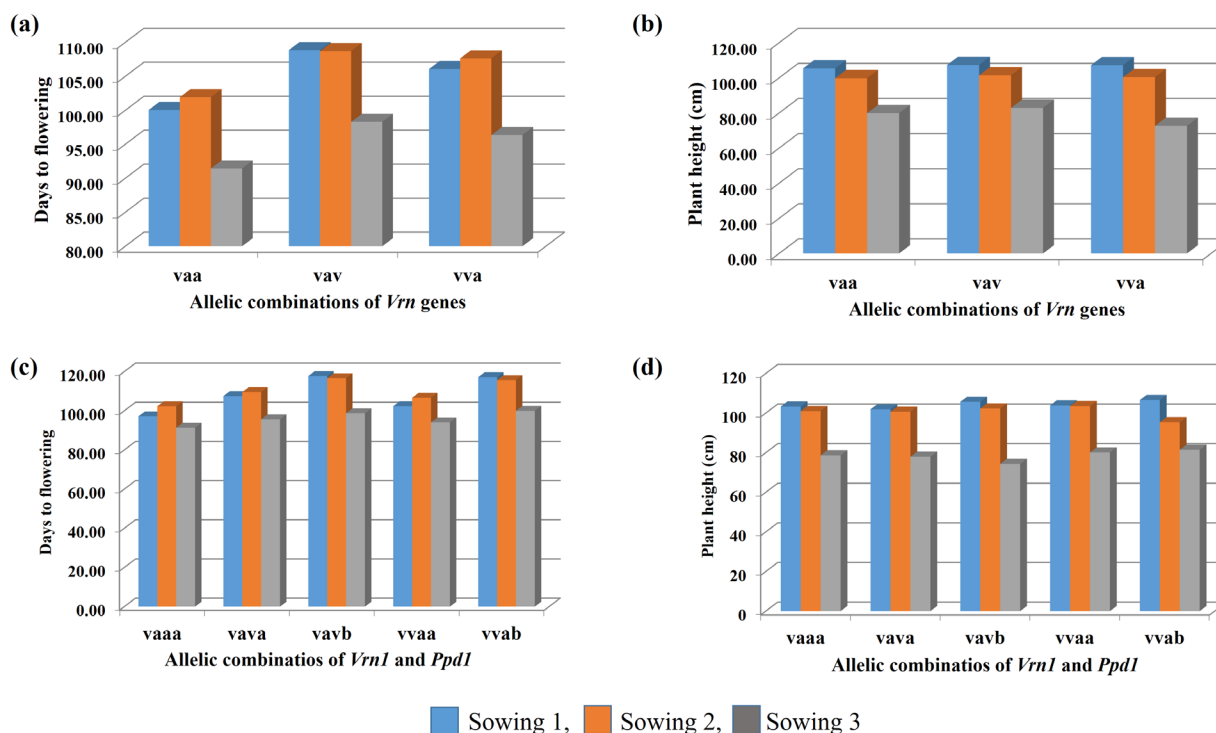 (a)
110.00
105.00
100.00
95.00
90.00
85.00
80.00
Days to flowering
vaa vav vva
Allelic combinations of Vrn genes
(b)
120.00
100.00
80.00
60.00
40.00
20.00
0.00
Plant height (cm)
vaa vav vva
Allelic combinations of Vrn genes
(c)
120.00
100.00
80.00
60.00
40.00
20.00
0.00
Days to flowering
vaaa vava vavb vvaa vvab
Allelic combinatios of Vrn1 and Ppd1
(d)
120
100
80
60
40
20
0
Plant height (cm)
vaaa vava vavb vvaa vvab
Allelic combinatios of Vrn1 and Ppd1
Sowing 1, Sowing 2, Sowing 3